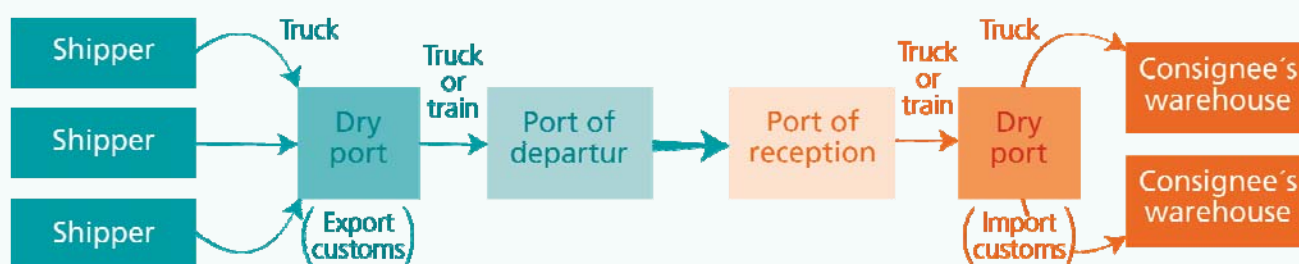 Shipper
Shipper
Shipper
Truck
Dry
port
(Export
customs)
Truck
or
train
Port of
departur
Port of
reception
Truck
or
train
Dry
port
(Import
customs)
Truck
Consignee´s
warehouse
Consignee´s
warehouse